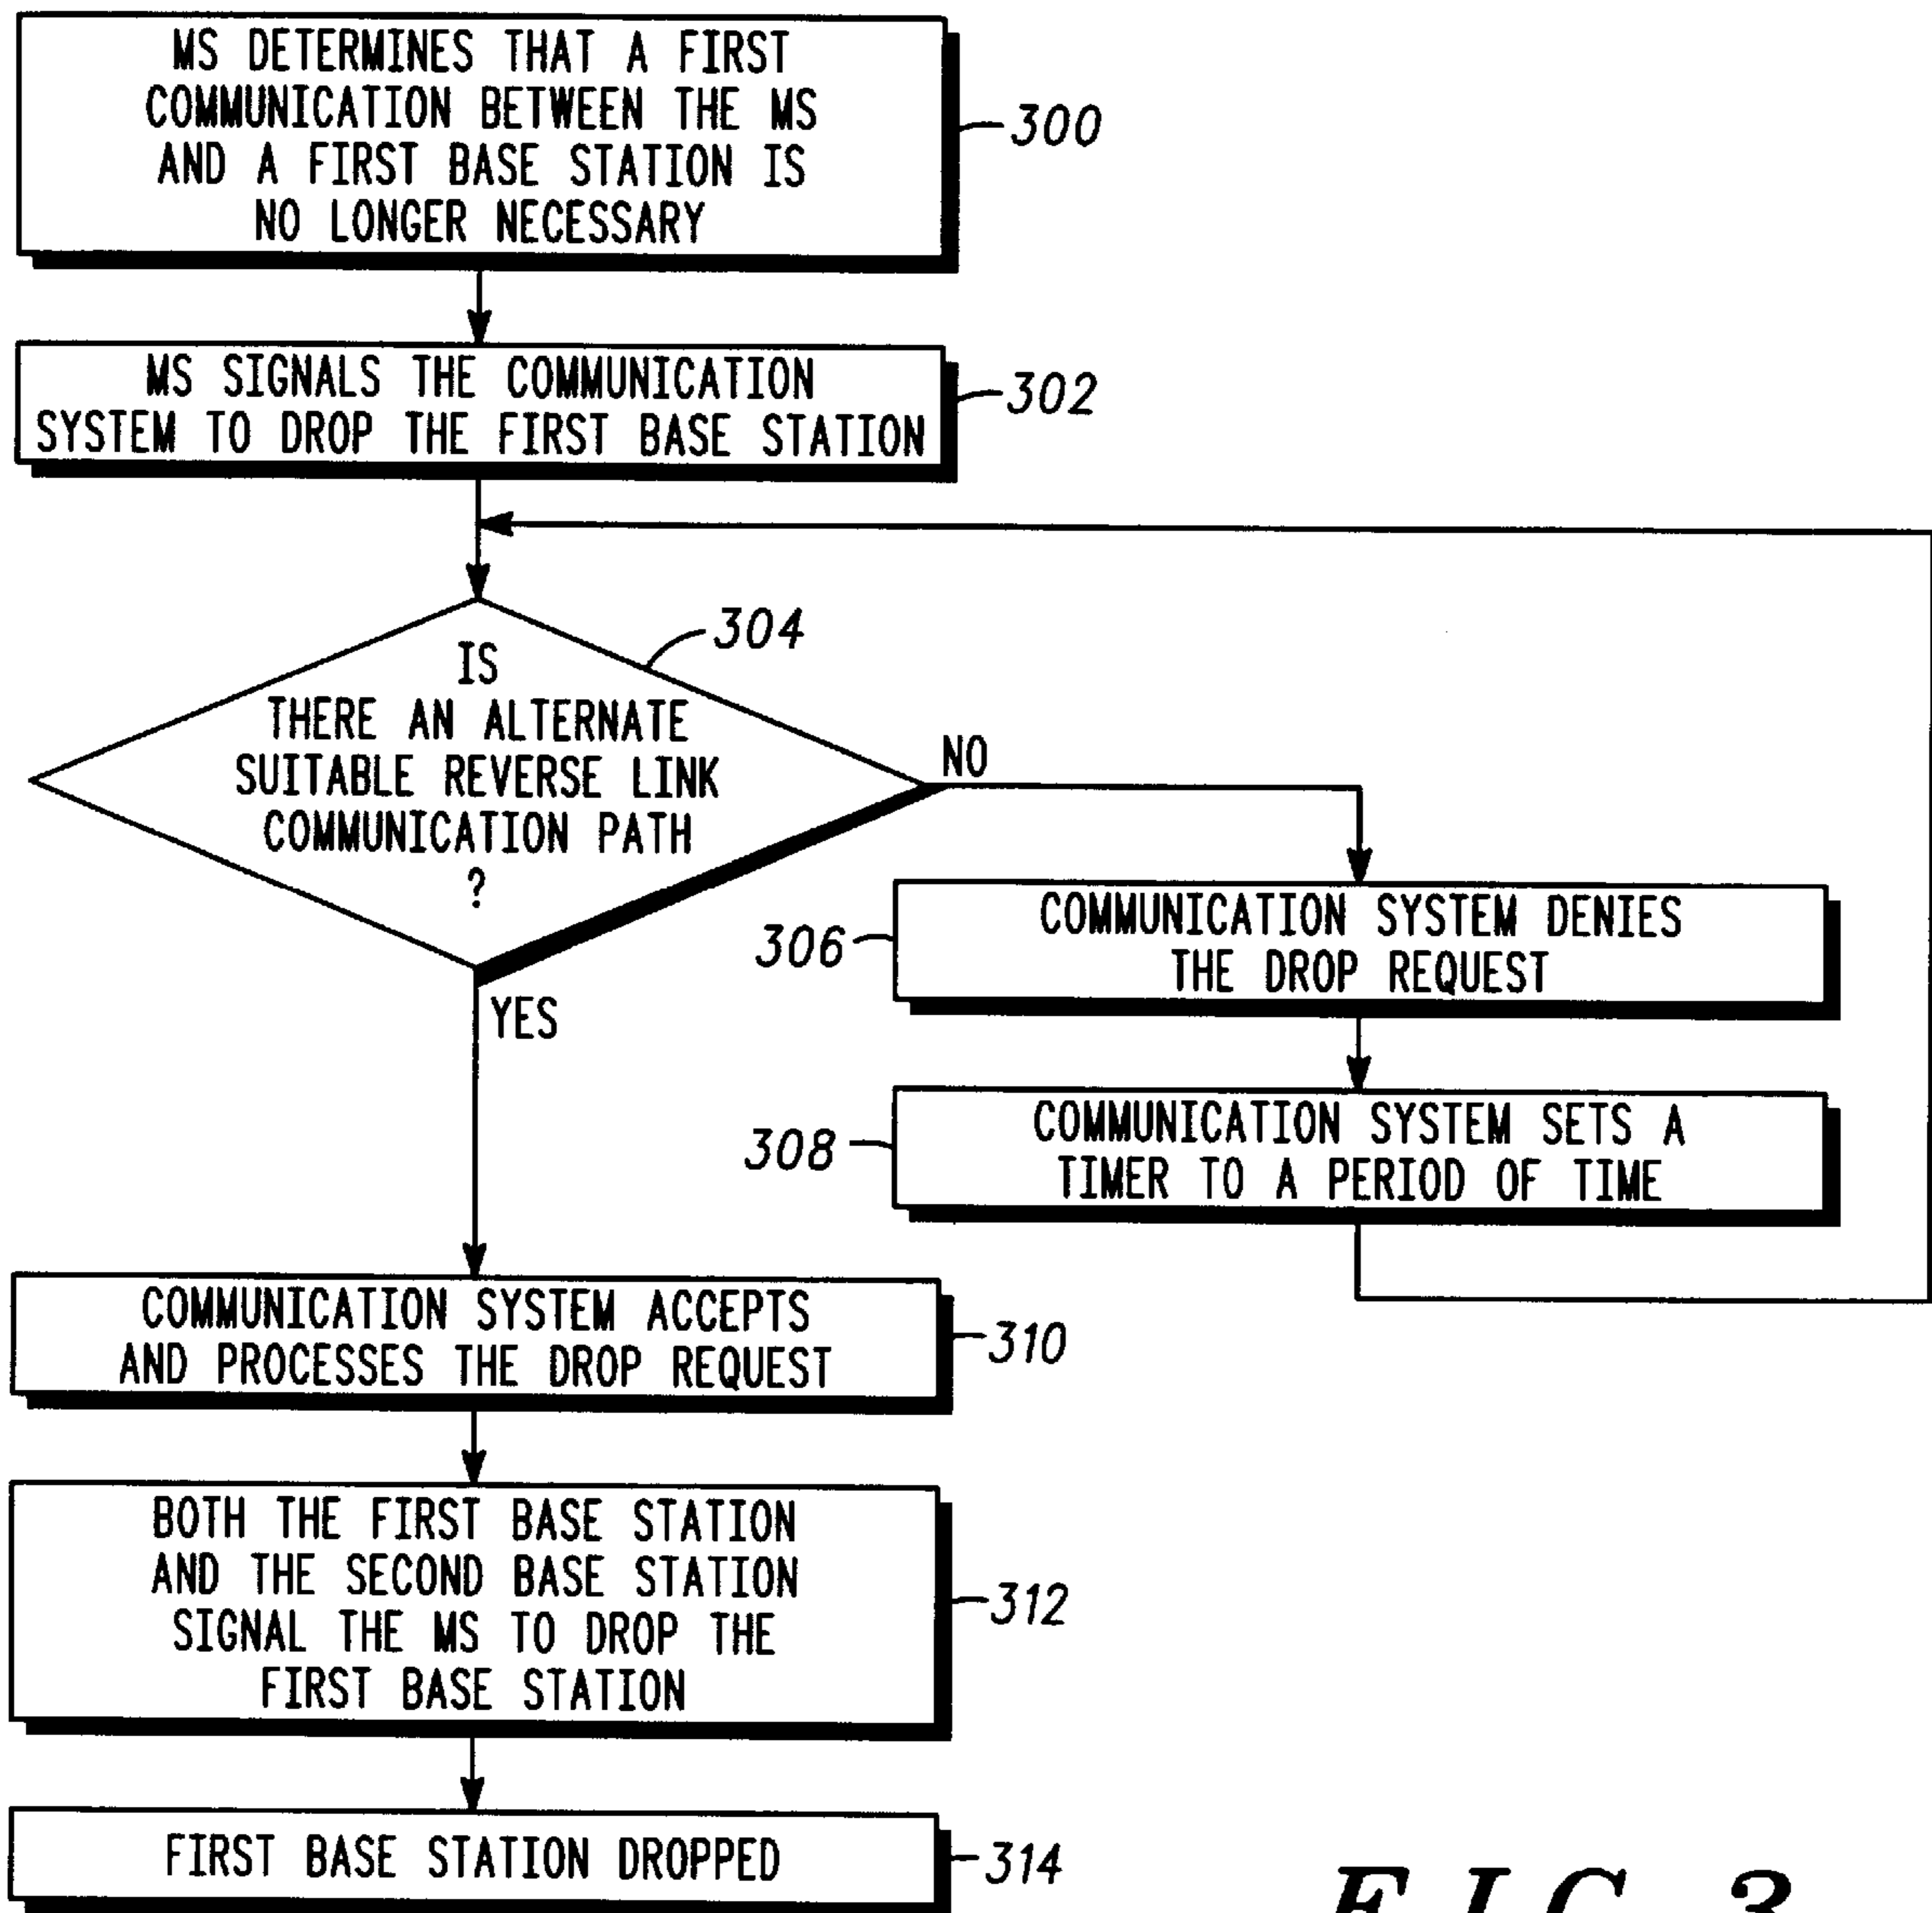 MS DETERMINES THAT A FIRST
COMMUNICATION BETWEEN THE MS
AND A FIRST BASE STATION IS
NO LONGER NECESSARY
300
MS SIGNALS THE COMMUNICATION
SYSTEM TO DROP THE FIRST BASE STATION
302
304
IS
THERE AN ALTERNATE
SUITABLE REVERSE LINK
COMMUNICATION PATH
?
NO
YES
306
COMMUNICATION SYSTEM DENIES
THE DROP REQUEST
308
COMMUNICATION SYSTEM SETS A
TIMER TO A PERIOD OF TIME
COMMUNICATION SYSTEM ACCEPTS
AND PROCESSES THE DROP REQUEST
310
BOTH THE FIRST BASE STATION
AND THE SECOND BASE STATION
SIGNAL THE MS TO DROP THE
FIRST BASE STATION
312
FIRST BASE STATION DROPPED
314
FIG. 3